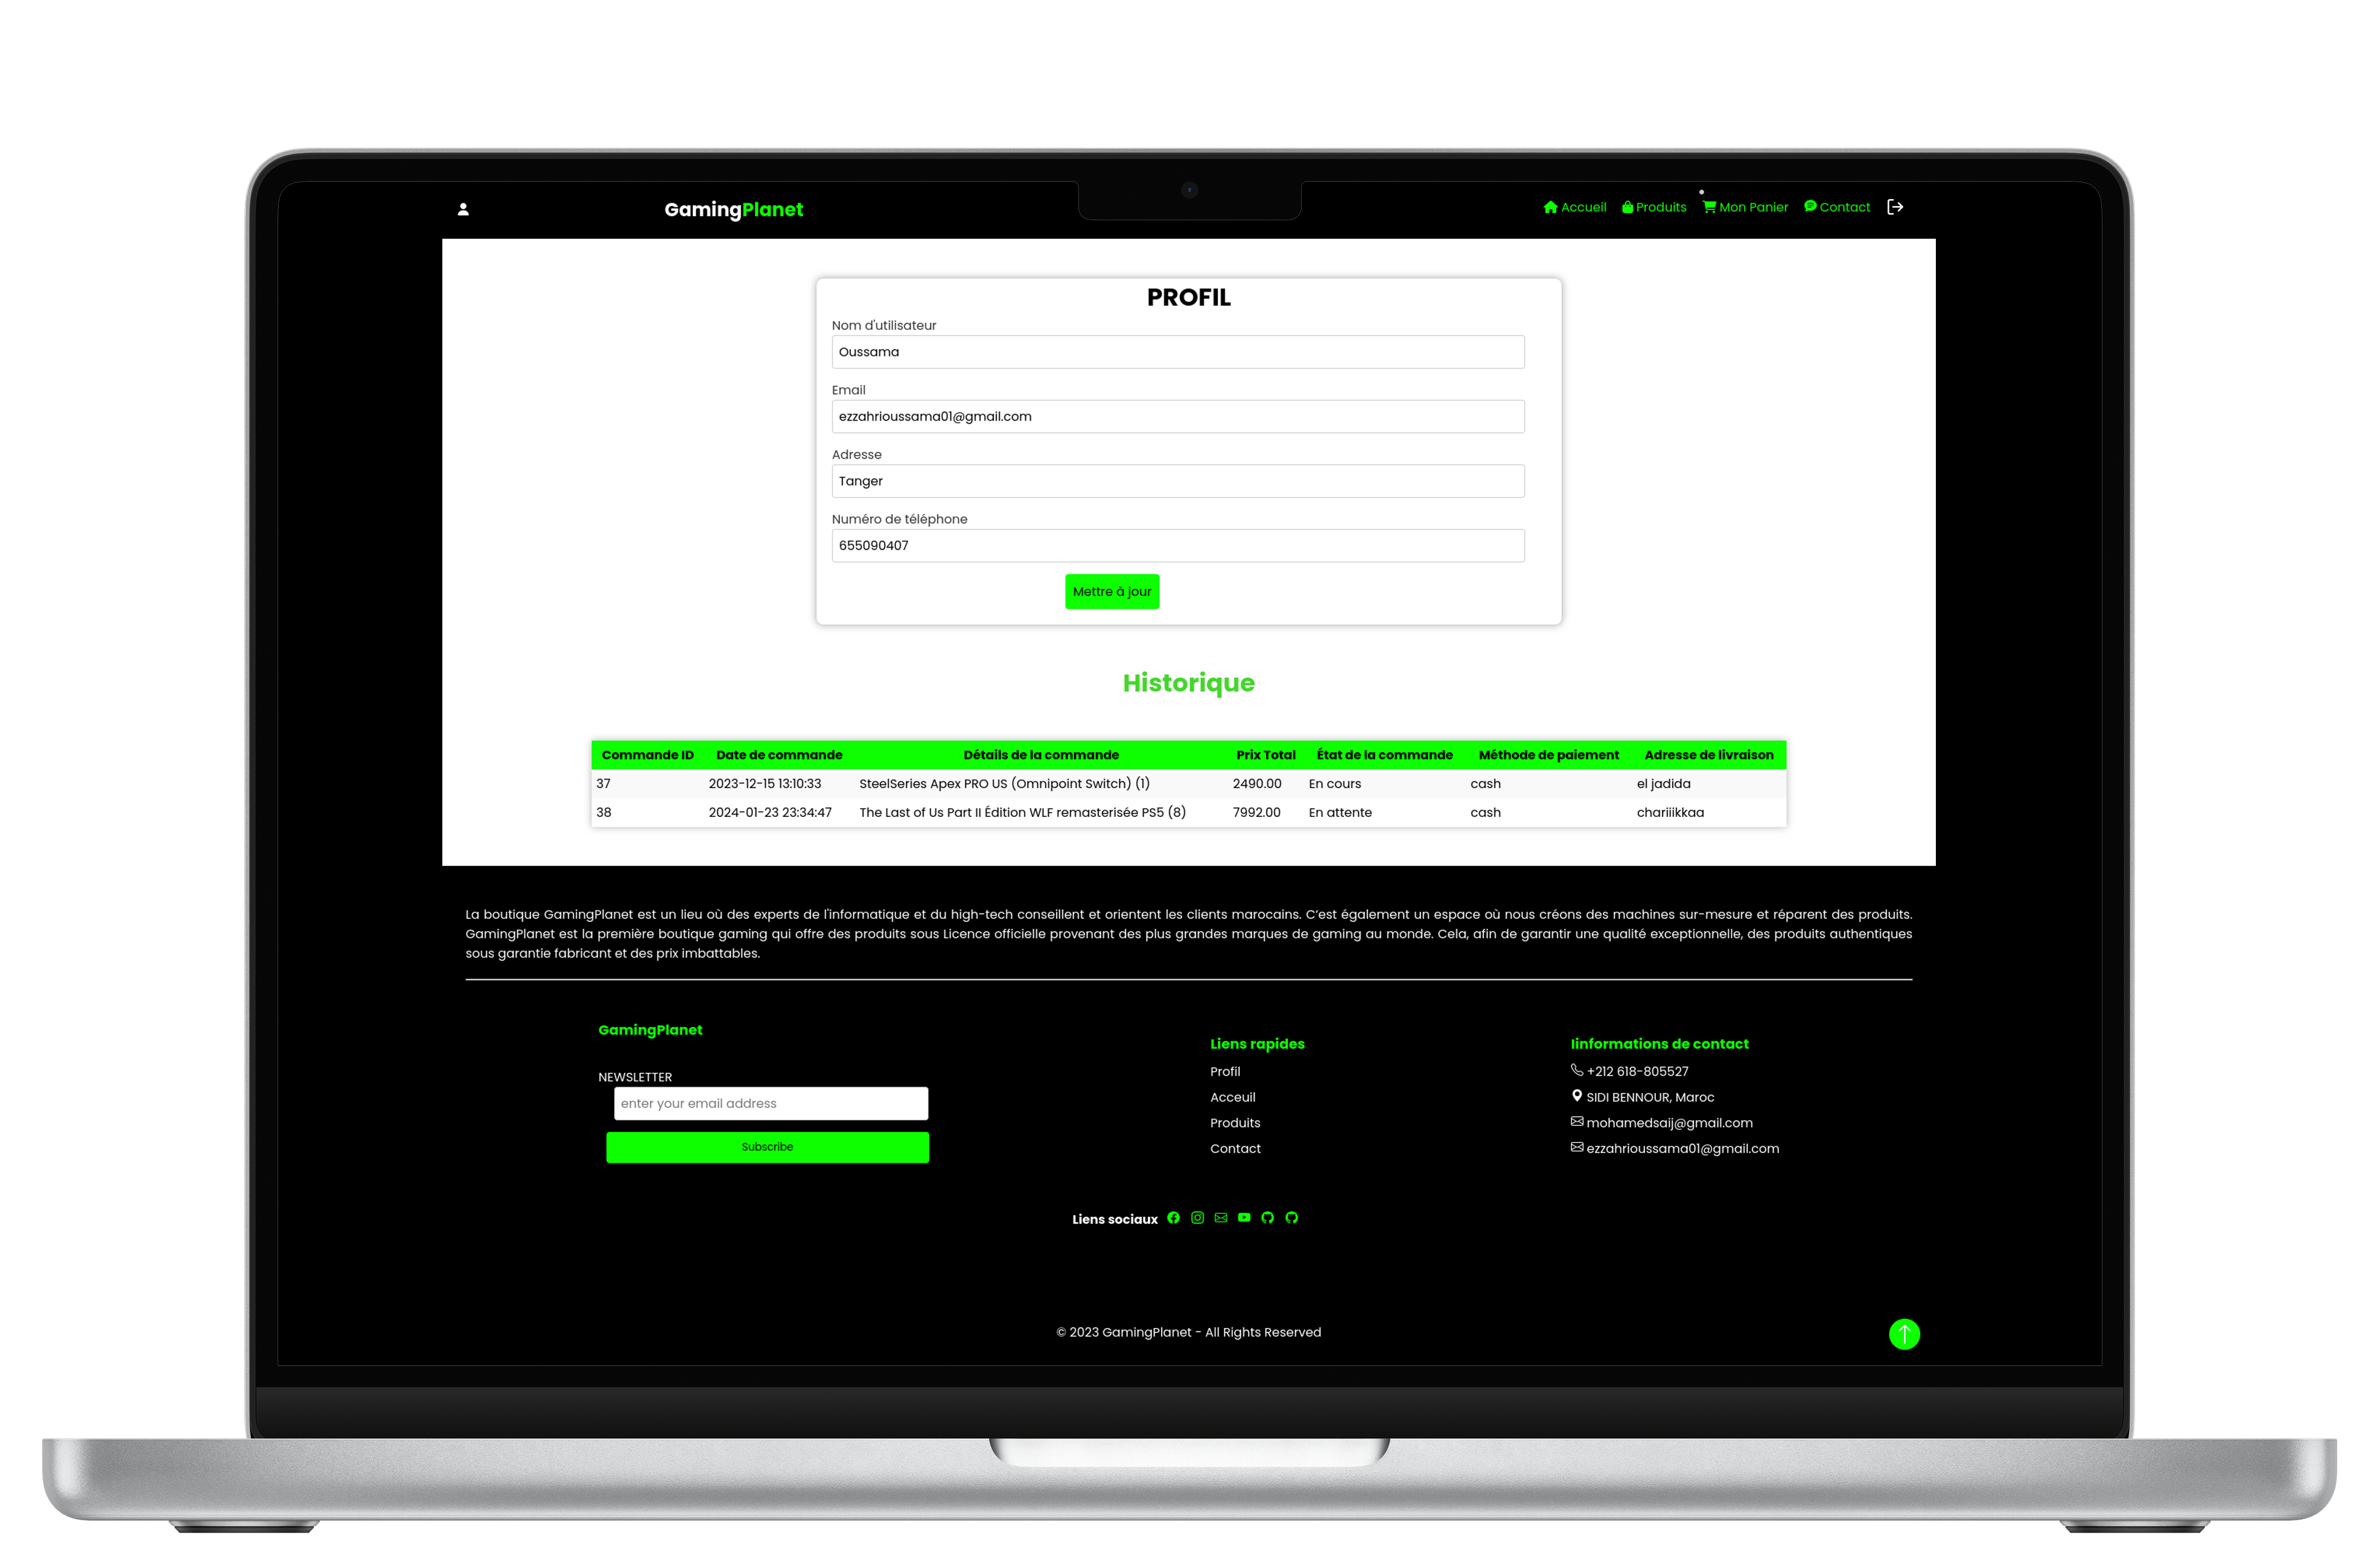 GamingPlanet
Accueil Produits Mon Panier Contact
PROFIL
Nom d'utilisateur
Oussama
Email
ezzahrioussama01@gmail.com
Adresse
Tanger
Numéro de téléphone
655090407
Mettre à jour
Historique
Commande ID Date de commande Détails de la commande Prix Total État de la commande Méthode de paiement Adresse de livraison
37 2023-12-15 13:10:33 SteelSeries Apex PRO US (Omnipoint Switch) (1) 2490.00 En cours cash el jadida
38 2024-01-23 23:34:47 The Last of Us Part II Édition WLF remasterisée PS5 (8) 7992.00 En attente cash chariiikkaa
La boutique GamingPlanet est un lieu où des experts de l'informatique et du high-tech conseillent et orientent les clients marocains. C'est également un espace où nous créons des machines sur-mesure et réparent des produits.
GamingPlanet est la première boutique gaming qui offre des produits sous Licence officielle provenant des plus grandes marques de gaming au monde. Cela, afin de garantir une qualité exceptionnelle, des produits authentiques
sous garantie fabricant et des prix imbattables.
GamingPlanet
NEWSLETTER
enter your email address
Subscribe
Liens rapides
Profil
Acceuil
Produits
Contact
Iinformations de contact
+212 618-805527
SIDI BENNOUR, Maroc
mohamedsaij@gmail.com
ezzahrioussama01@gmail.com
Liens sociaux
© 2023 GamingPlanet - All Rights Reserved